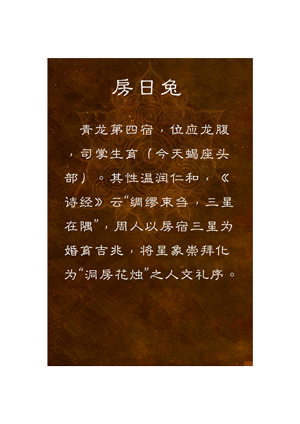 房日兔
青龙第四宿，位应龙腹
，司掌生育（今天蝎座头
部）。其性温润仁和，《
诗经》云“绸缪束刍，三星
在隅”，周人以房宿三星为
婚育吉兆，将星象崇拜化
为“洞房花烛”之人文礼序。